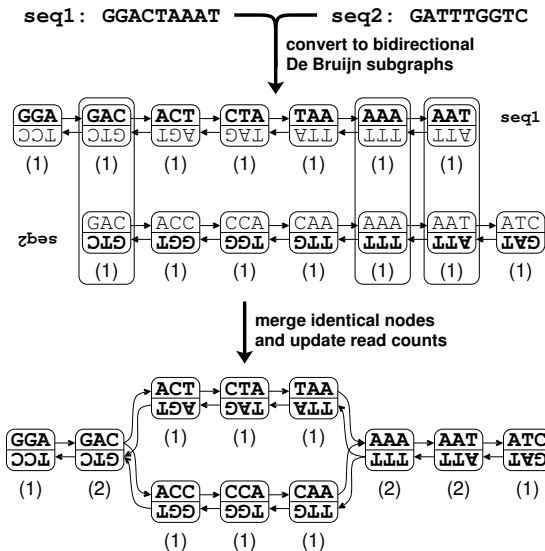 seq1: GGACTAAAT seq2: GATTTGGTC
convert to bidirectional
De Bruijn subgraphs
GGA GAC ACT CTA TAA AAA AAT seq1
TCC GTC AGT TAG TTA TTT ATT
(1) (1) (1) (1) (1) (1) (1)
GAC ACC CCA CAA AAA AAT ATC
seq2 GTC GGT TGG TTG TTT ATT GAT
(1) (1) (1) (1) (1) (1) (1)
merge identical nodes
and update read counts
ACT CTA TAA
AGT TAG TTA
(1) (1) (1)
GGA GAC AAA AAT ATC
TCC GTC TTT ATT GAT
(1) (2) (2) (2) (1)
ACC CCA CAA
GGT TGG TTG
(1) (1) (1)